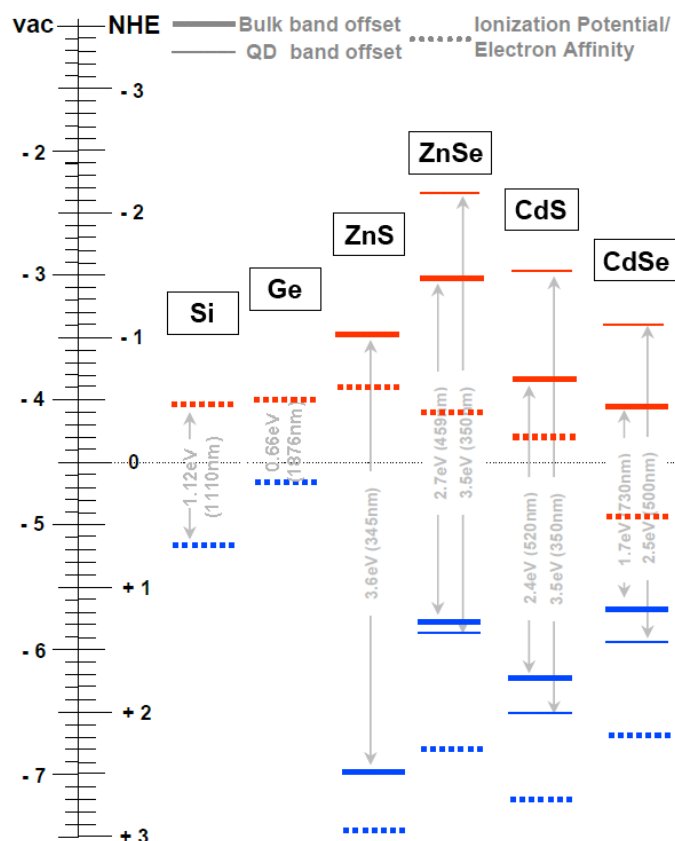 vac NHE Bulk band offset Ionization Potential/
QD band offset Electron Affinity
- 3
- 2
ZnSe
- 2
CdS
ZnS
- 3
CdSe
Ge
Si
- 1
- 4
0
1.12eV
(1110nm)
0.66eV
(1876nm)
3.6eV (345nm)
2.7eV (459nm)
3.5eV (350nm)
2.4eV (520nm)
3.5eV (350nm)
1.7eV (730nm)
2.5eV (500nm)
- 5
+ 1
- 6
+ 2
- 7
+ 3